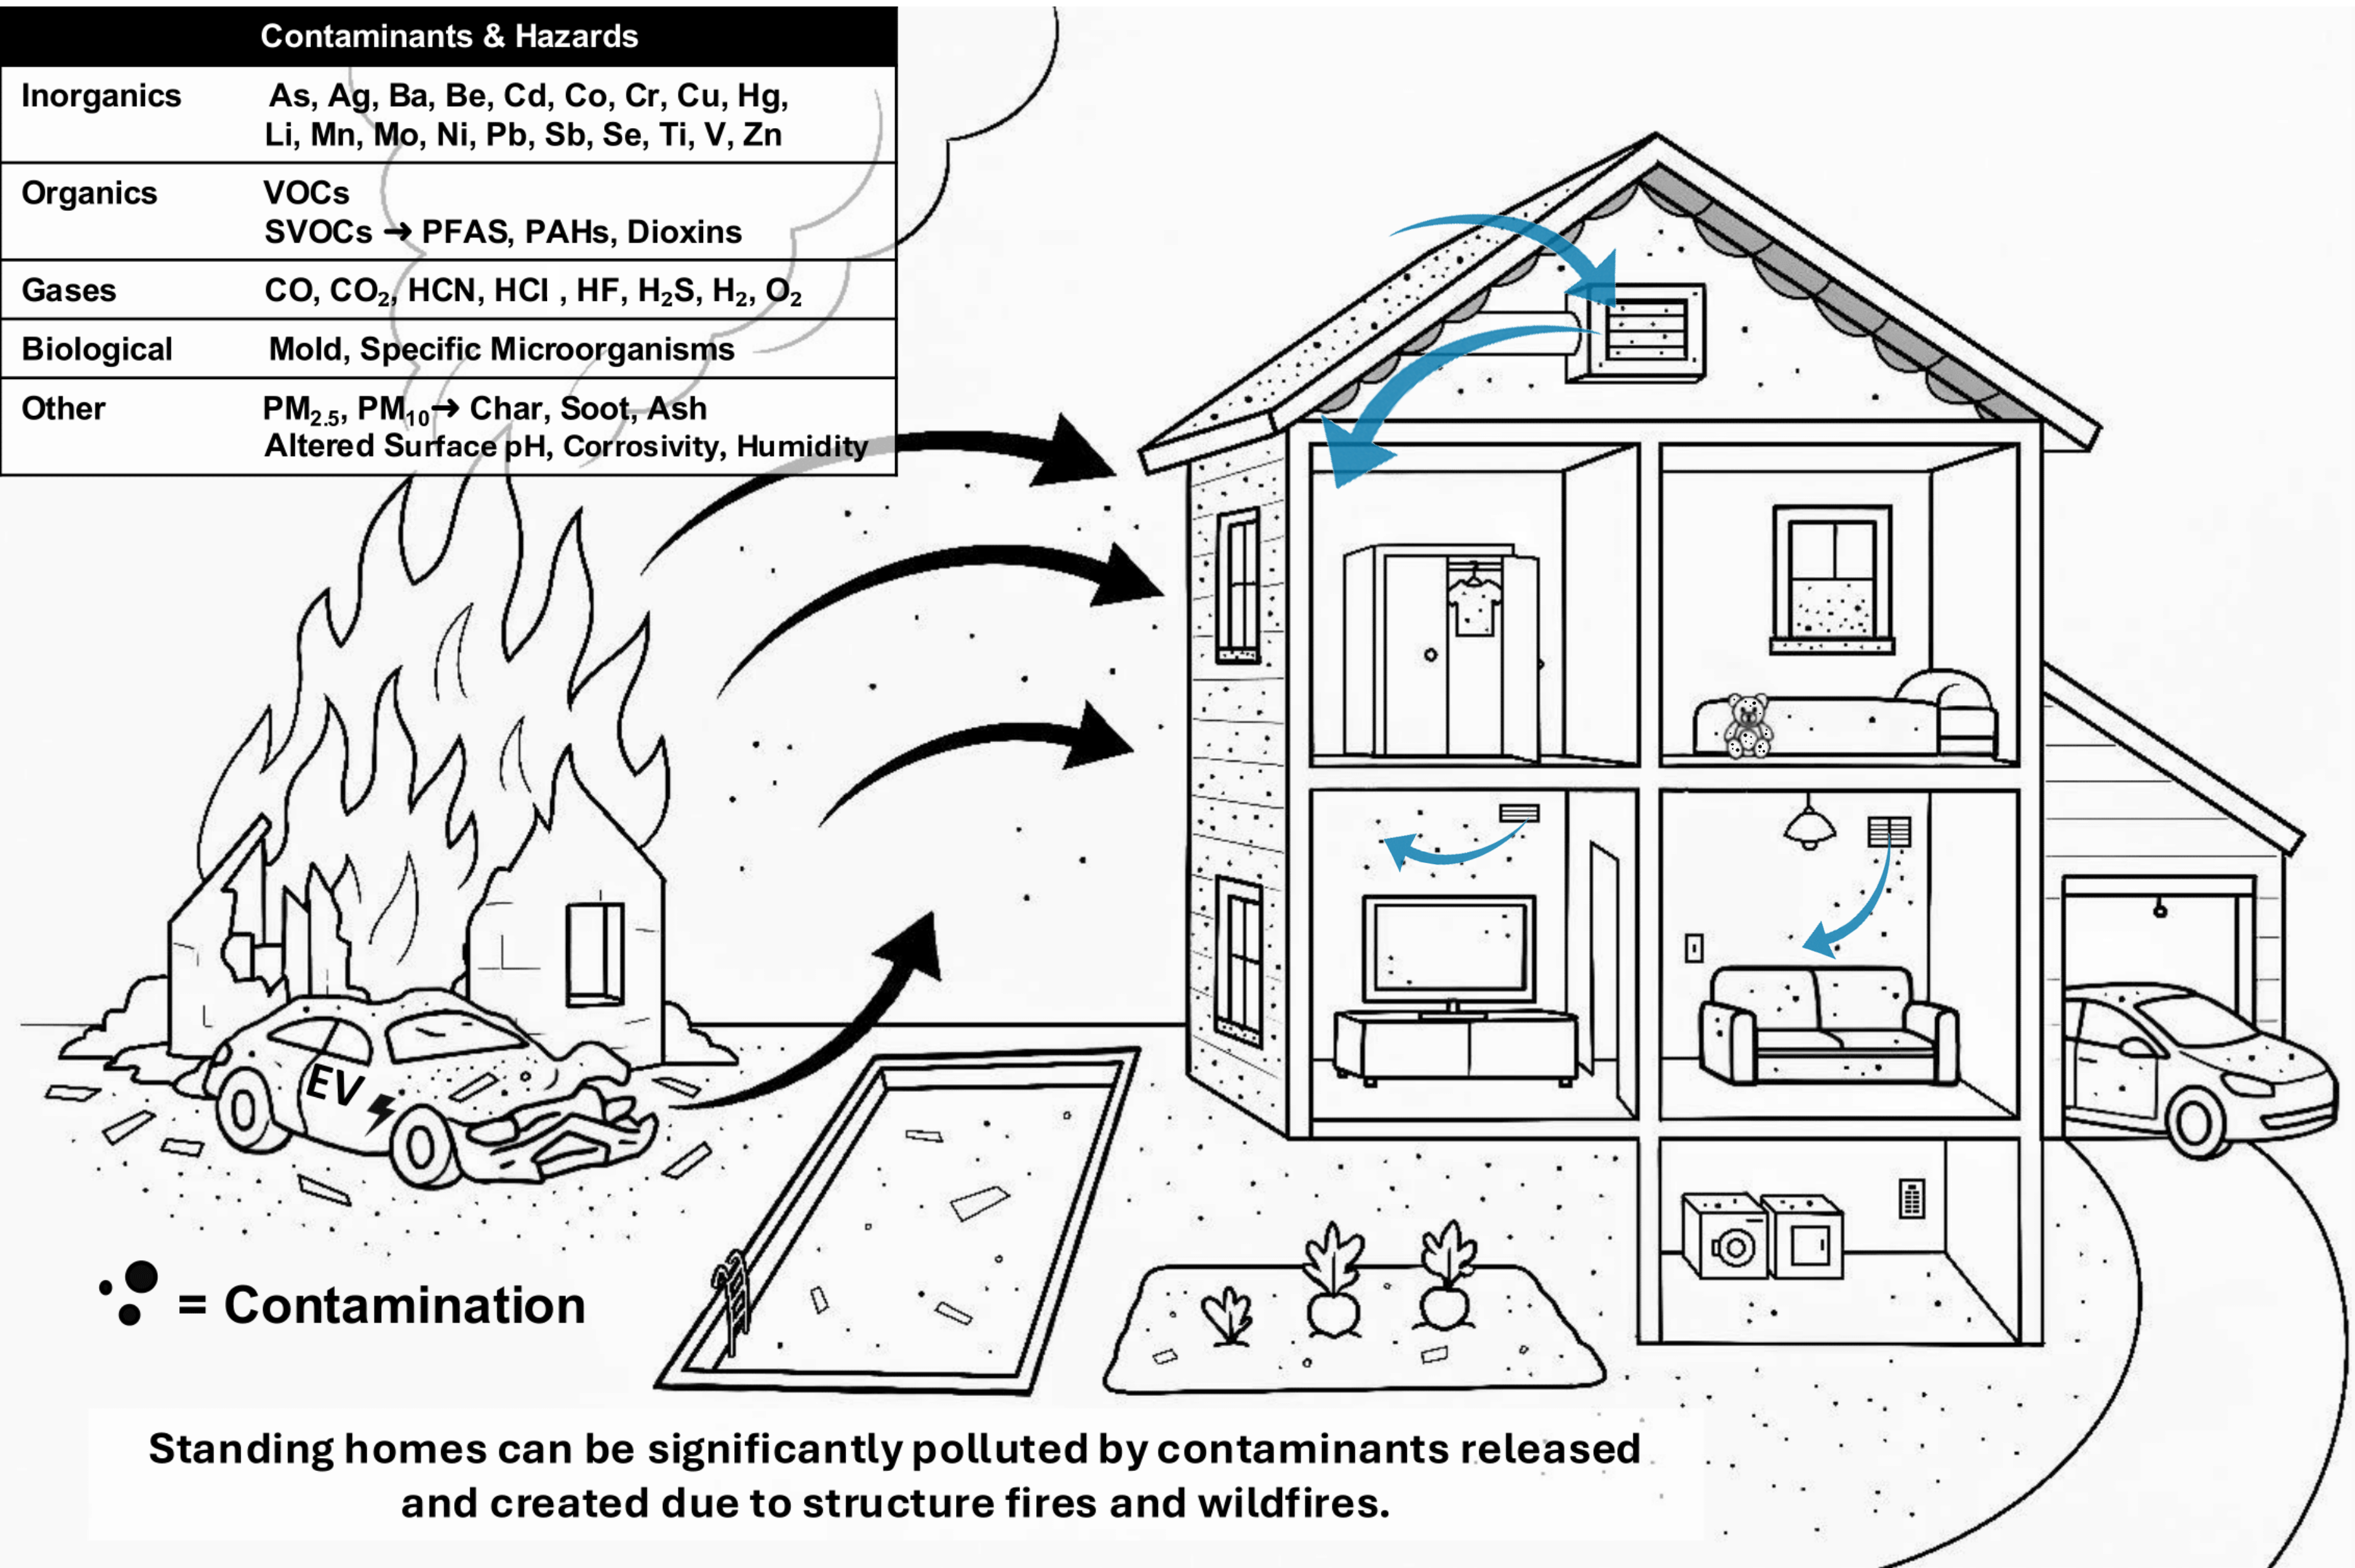 Contaminants & Hazards
Inorganics As, Ag, Ba, Be, Cd, Co, Cr, Cu, Hg,
Li, Mn, Mo, Ni, Pb, Sb, Se, Ti, V, Zn
Organics VOCs
SVOCs → PFAS, PAHs, Dioxins
Gases CO, CO₂, HCN, HCl , HF, H₂S, H₂, O₂
Biological Mold, Specific Microorganisms
Other PM₂.₅, PM₁₀→ Char, Soot, Ash
Altered Surface pH, Corrosivity, Humidity
EV
= Contamination
Standing homes can be significantly polluted by contaminants released
and created due to structure fires and wildfires.